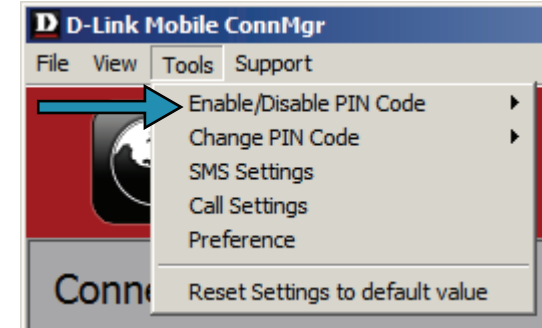 D D-Link Mobile ConnMgr
File View Tools Support
Enable/Disable PIN Code
Change PIN Code
SMS Settings
Call Settings
Preference
Conne
Reset Settings to default value